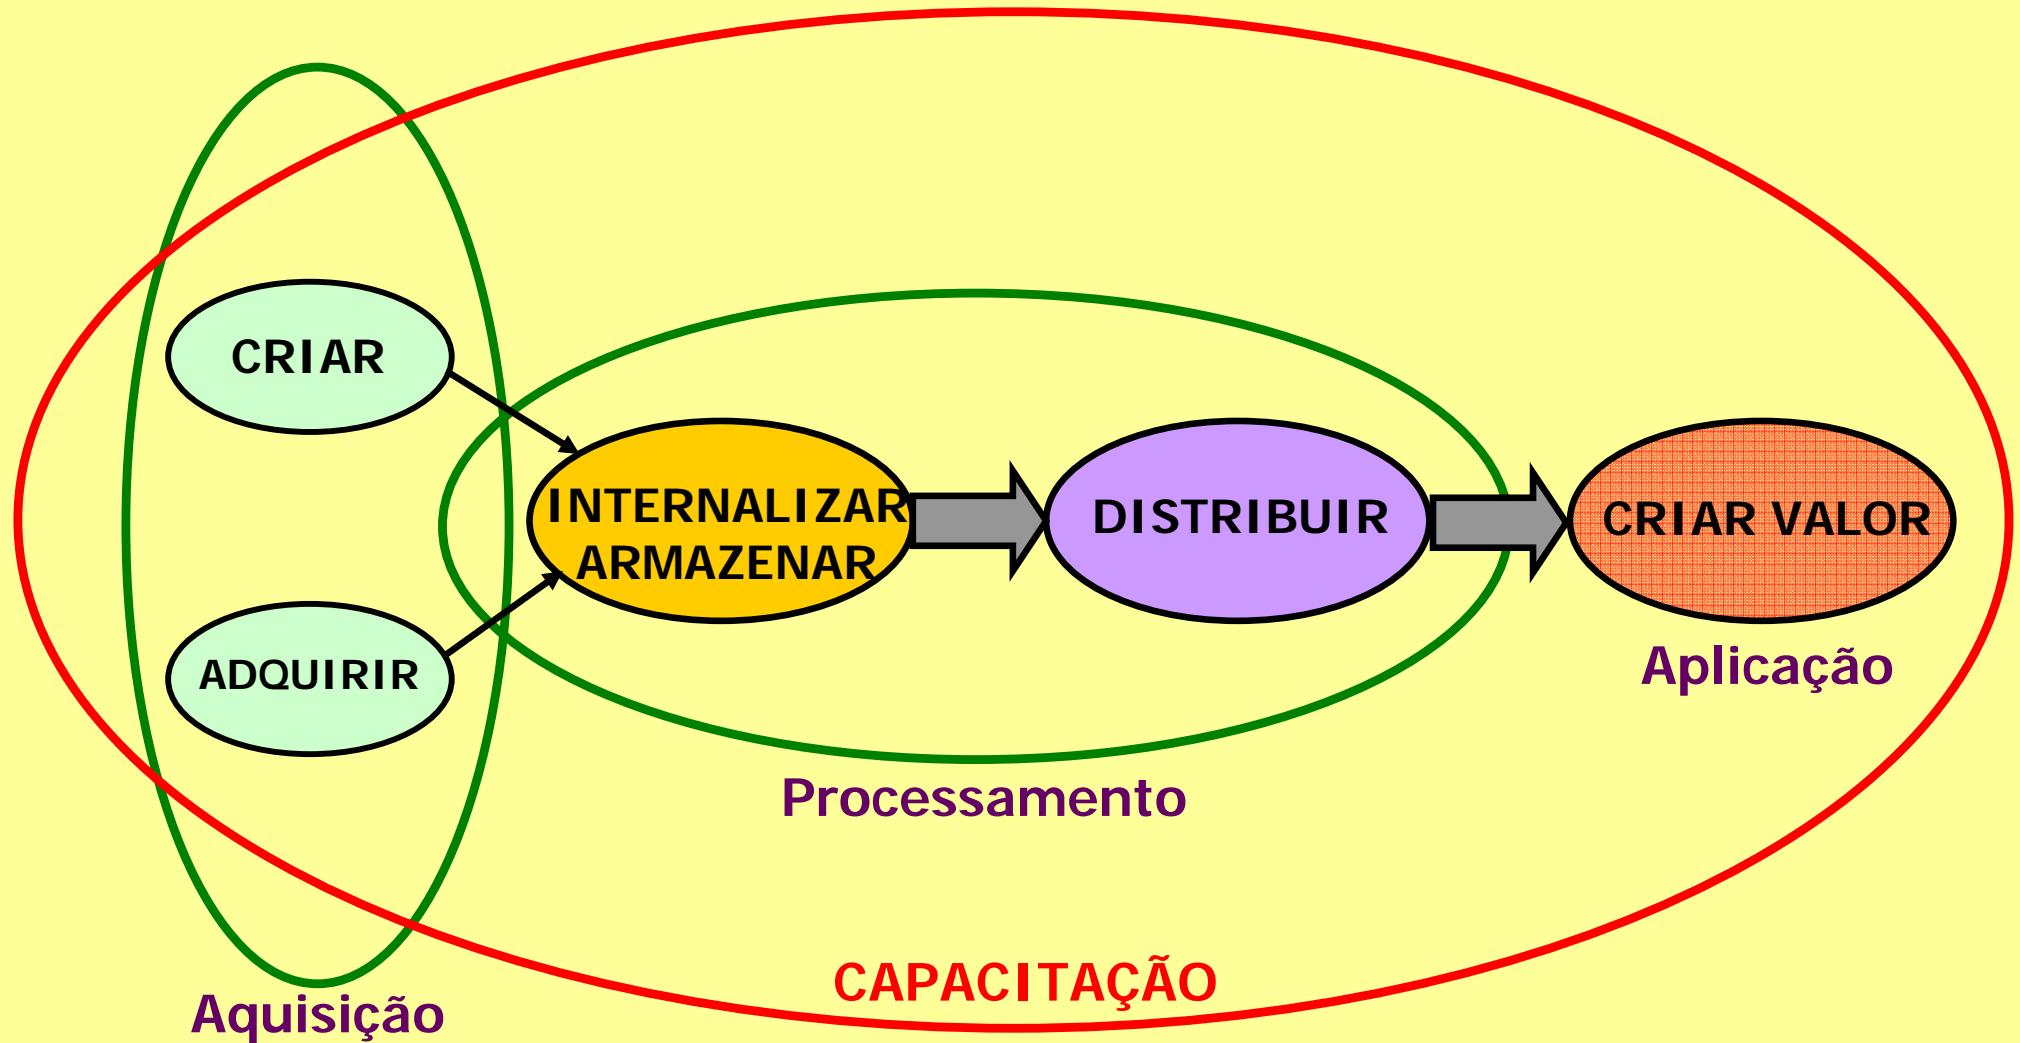 CRIAR
INTERNALIZAR
ARMAZENAR
DISTRIBUIR
CRIAR VALOR
ADQUIRIR
Aplicação
Processamento
CAPACITAÇÃO
Aquisição